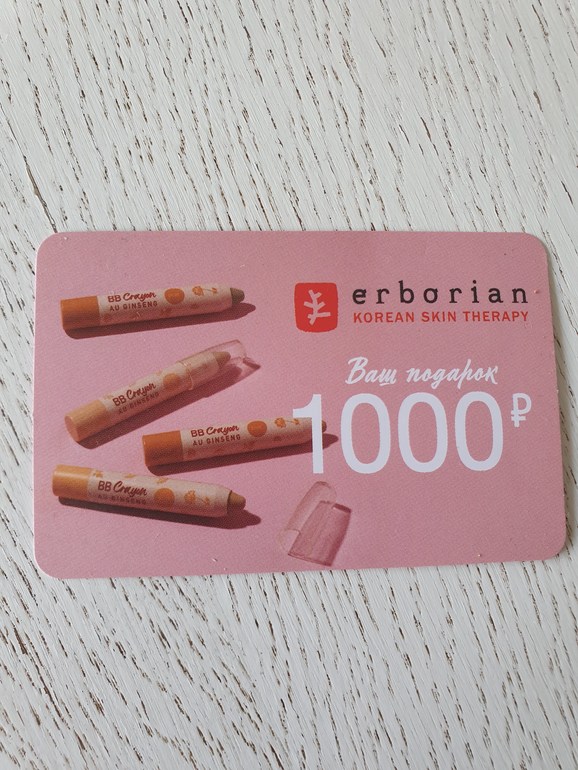 erborian
KOREAN SKIN THERAPY
Ваш подарок
1000₽
BB Crayon
AU GINSENG
BB Crayon
AU GINSENG
BB Crayon
AU GINSENG
BB Crayon
AU GINSENG